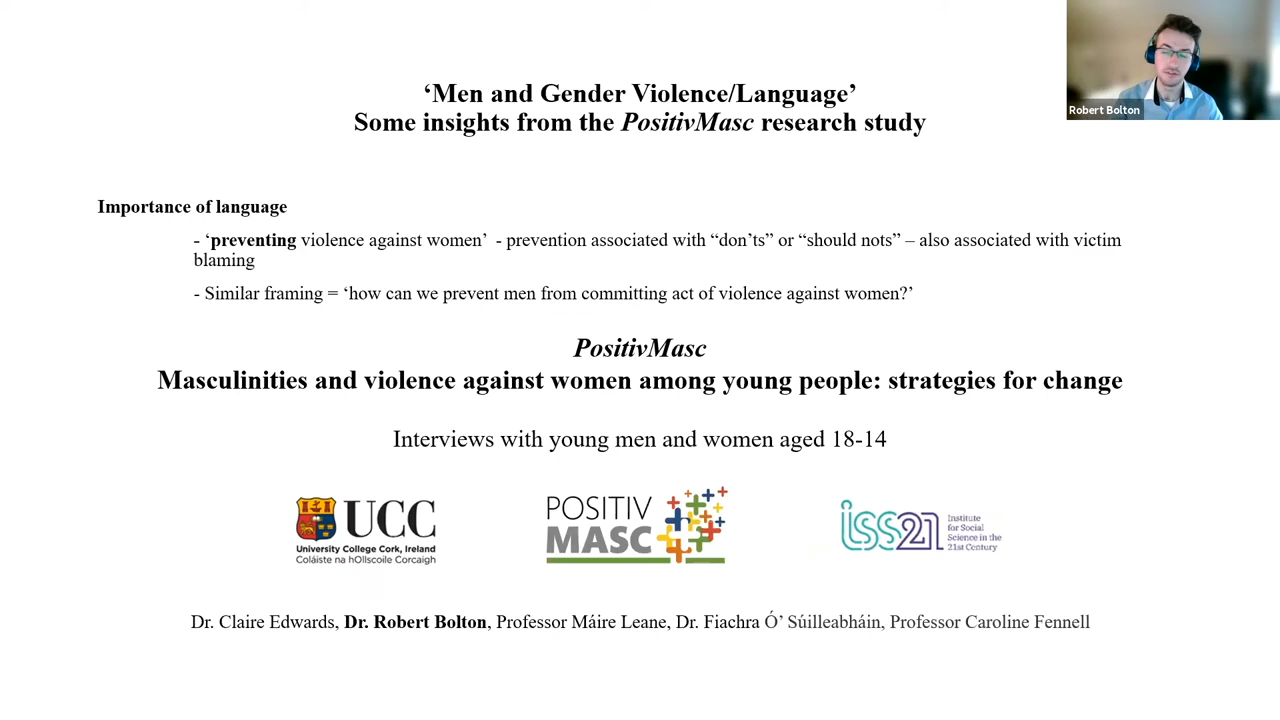 ‘Men and Gender Violence/Language’
Some insights from the PositivMasc research study
Robert Bolton
Importance of language
- ‘preventing violence against women’ - prevention associated with “don’ts” or “should nots” – also associated with victim
blaming
- Similar framing = ‘how can we prevent men from committing act of violence against women?’
PositivMasc
Masculinities and violence against women among young people: strategies for change
Interviews with young men and women aged 18-14
UCC
University College Cork, Ireland
Coláiste na hOllscoile Corcaigh
POSITIV
MASC
iss21
Institute
for Social
Science in the
21st Century
Dr. Claire Edwards, Dr. Robert Bolton, Professor Máire Leane, Dr. Fiachra Ó’ Súilleabháin, Professor Caroline Fennell